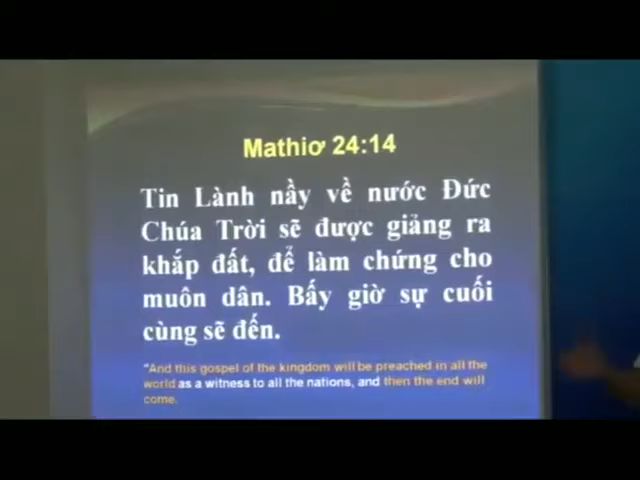 Mathiơ 24:14
Tin Lành nầy về nước Đức
Chúa Trời sẽ được giảng ra
khắp đất, để làm chứng cho
muôn dân. Bấy giờ sự cuối
cùng sẽ đến.
"And this gospel of the kingdom will be preached in all the
world as a witness to all the nations, and then the end will
come.